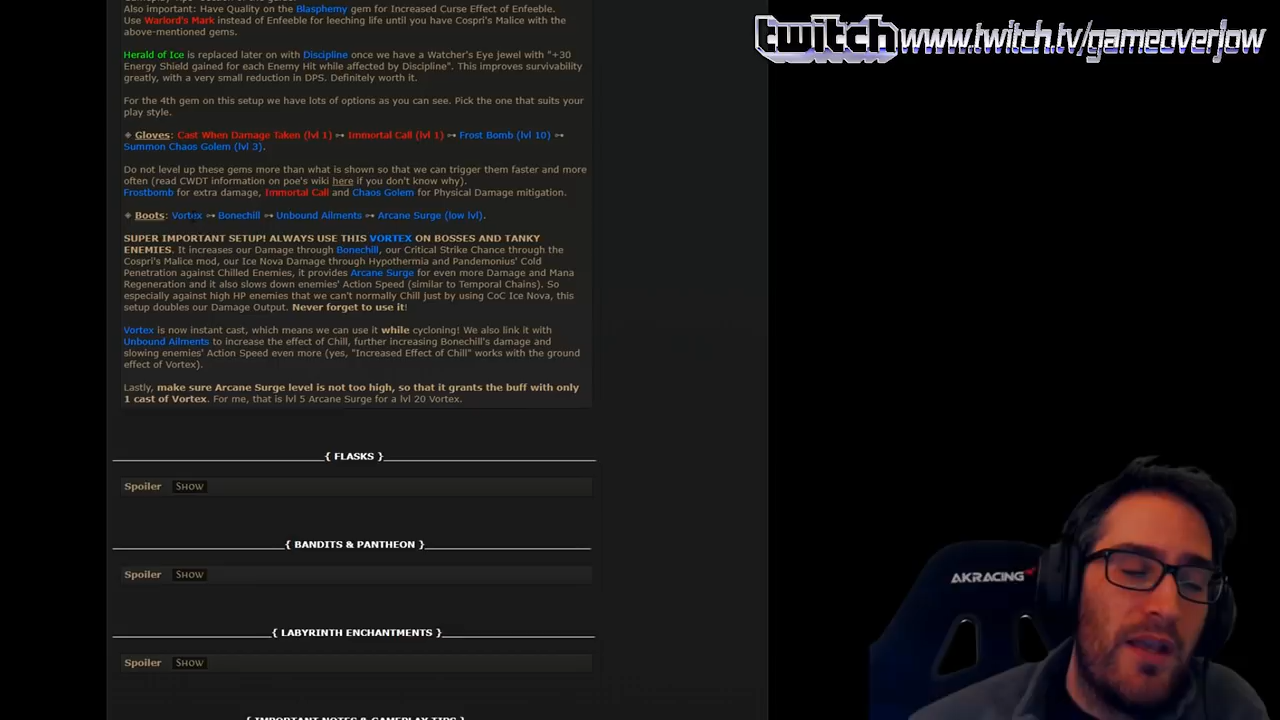 Also important: Have Quality on the Blasphemy gem for Increased Curse Effect of Enfeeble.
Use Warlord's Mark instead of Enfeeble for leeching life until you have Cospri's Malice with the
above-mentioned gems.
Herald of Ice is replaced later on with Discipline once we have a Watcher's Eye jewel with "+30
Energy Shield gained for each Enemy Hit while affected by Discipline". This improves survivability
greatly, with a very small reduction in DPS. Definitely worth it.
For the 4th gem on this setup we have lots of options as you can see. Pick the one that suits your
play style.
◈ Gloves: Cast When Damage Taken (lvl 1) ⊶ Immortal Call (lvl 1) ⊶ Frost Bomb (lvl 10) ⊶
Summon Chaos Golem (lvl 3).
Do not level up these gems more than what is shown so that we can trigger them faster and more
often (read CWDT information on poe's wiki here if you don't know why).
Frostbomb for extra damage, Immortal Call and Chaos Golem for Physical Damage mitigation.
◈ Boots: Vortex ⊶ Bonechill ⊶ Unbound Ailments ⊶ Arcane Surge (low lvl).
SUPER IMPORTANT SETUP! ALWAYS USE THIS VORTEX ON BOSSES AND TANKY
ENEMIES. It increases our Damage through Bonechill, our Critical Strike Chance through the
Cospri's Malice mod, our Ice Nova Damage through Hypothermia and Pandemonius' Cold
Penetration against Chilled Enemies, it provides Arcane Surge for even more Damage and Mana
Regeneration and it also slows down enemies' Action Speed (similar to Temporal Chains). So
especially against high HP enemies that we can't normally Chill just by using CoC Ice Nova, this
setup doubles our Damage Output. Never forget to use it!
Vortex is now instant cast, which means we can use it while cycloning! We also link it with
Unbound Ailments to increase the effect of Chill, further increasing Bonechill's damage and
slowing enemies' Action Speed even more (yes, "Increased Effect of Chill" works with the ground
effect of Vortex).
Lastly, make sure Arcane Surge level is not too high, so that it grants the buff with only
1 cast of Vortex. For me, that is lvl 5 Arcane Surge for a lvl 20 Vortex.
{ FLASKS }
Spoiler SHOW
{ BANDITS & PANTHEON }
Spoiler SHOW
{ LABYRINTH ENCHANTMENTS }
Spoiler SHOW
{ IMPORTANT NOTES & GAMEPLAY TIPS }
twitch www.twitch.tv/gameoverjow
AKRACING